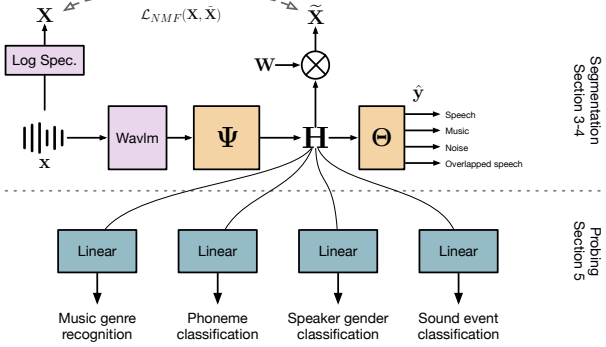 X
ℒNMF(X, X̃)
X̃
Log Spec.
W
ŷ
x
Wavlm
Ψ
H
Θ
Speech
Music
Noise
Overlapped speech
Segmentation
Section 3-4
Linear
Linear
Linear
Linear
Music genre
recognition
Phoneme
classification
Speaker gender
classification
Sound event
classification
Probing
Section 5